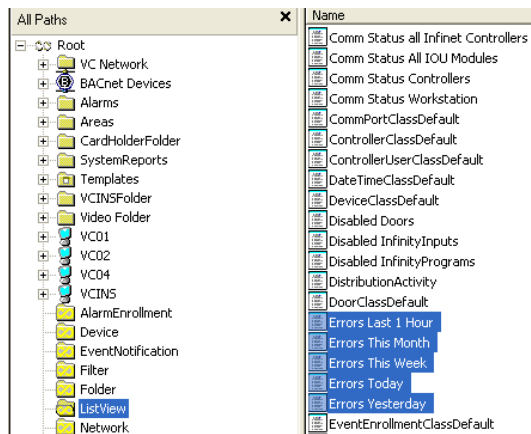 All Paths
Root
VC Network
BACnet Devices
Alarms
Areas
CardHolderFolder
SystemReports
Templates
VCINSFolder
Video Folder
VC01
VC02
VC04
VCINS
AlarmEnrollment
Device
EventNotification
Filter
Folder
ListView
Network
Name
Comm Status all Infinet Controllers
Comm Status All IOU Modules
Comm Status Controllers
Comm Status Workstation
CommPortClassDefault
ControllerClassDefault
ControllerUserClassDefault
DateTimeClassDefault
DeviceClassDefault
Disabled Doors
Disabled InfinityInputs
Disabled InfinityPrograms
DistributionActivity
DoorClassDefault
Errors Last 1 Hour
Errors This Month
Errors This Week
Errors Today
Errors Yesterday
EventEnrollmentClassDefault